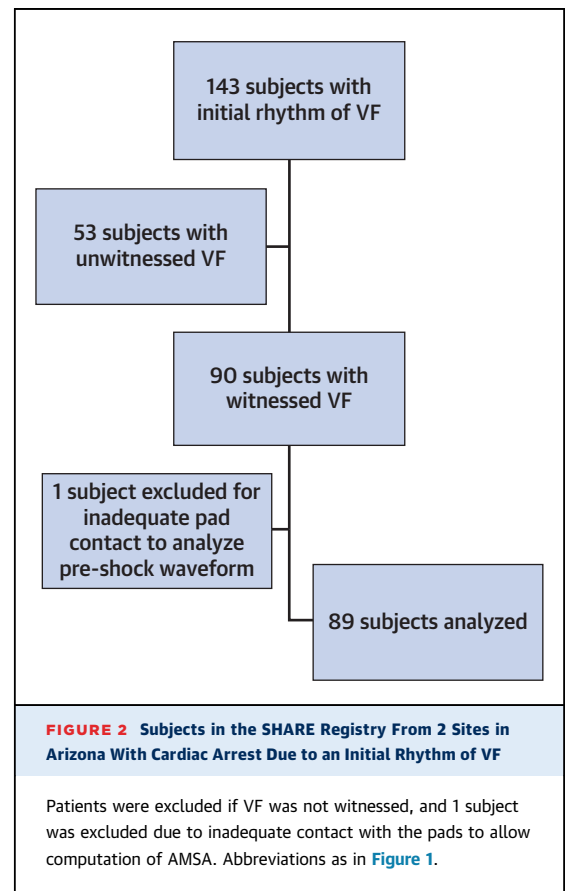 143 subjects with
initial rhythm of VF
53 subjects with
unwitnessed VF
90 subjects with
witnessed VF
1 subject excluded for
inadequate pad
contact to analyze
pre-shock waveform
89 subjects analyzed
FIGURE 2 Subjects in the SHARE Registry From 2 Sites in
Arizona With Cardiac Arrest Due to an Initial Rhythm of VF
Patients were excluded if VF was not witnessed, and 1 subject
was excluded due to inadequate contact with the pads to allow
computation of AMSA. Abbreviations as in Figure 1.